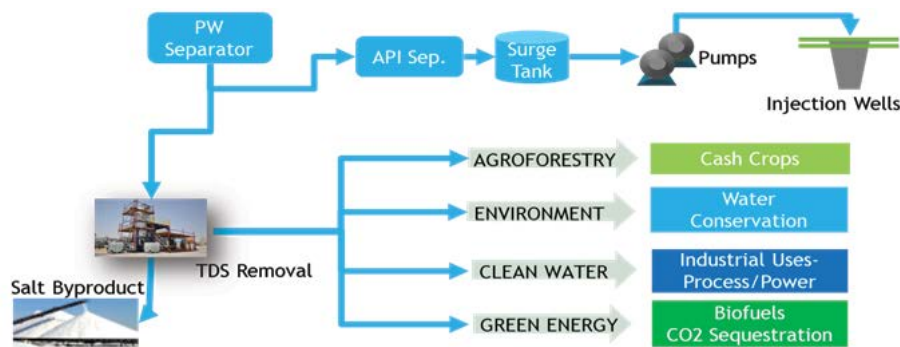 PW
Separator
API Sep.
Surge
Tank
Pumps
Injection Wells
AGROFORESTRY
Cash Crops
ENVIRONMENT
Water
Conservation
TDS Removal
CLEAN WATER
Industrial Uses-
Process/Power
Salt Byproduct
GREEN ENERGY
Biofuels
CO2 Sequestration